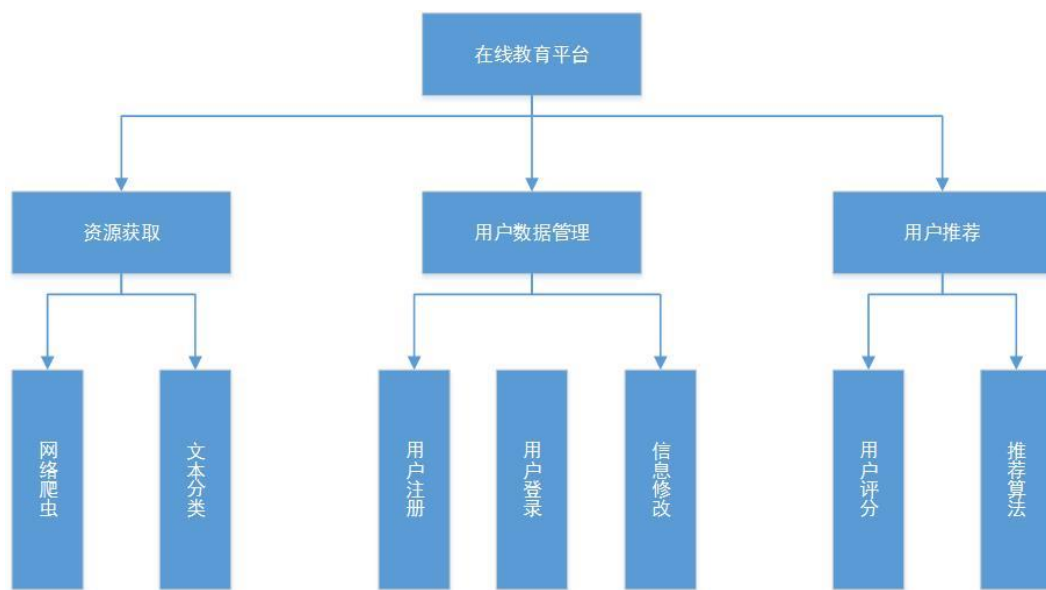 在线教育平台
资源获取
用户数据管理
用户推荐
网络爬虫
文本分类
用户注册
用户登录
信息修改
用户评分
推荐算法